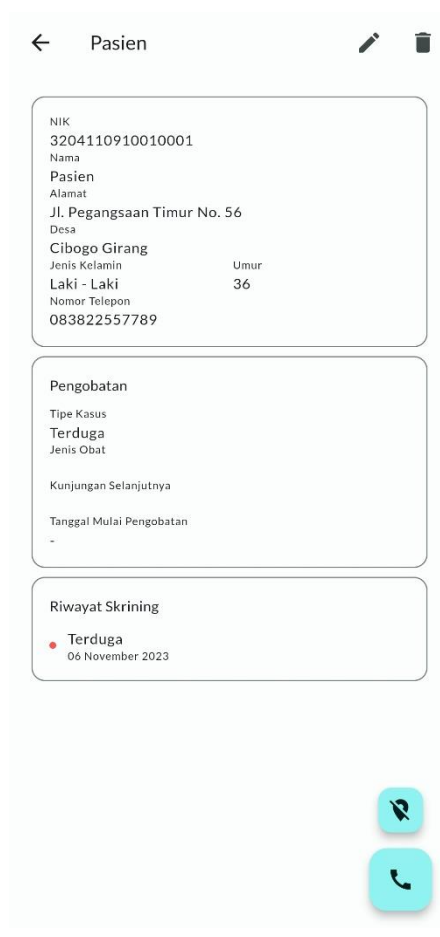 Pasien
NIK
3204110910010001
Nama
Pasien
Alamat
Jl. Pegangsaan Timur No. 56
Desa
Cibogo Girang
Jenis Kelamin Umur
Laki - Laki 36
Nomor Telepon
083822557789
Pengobatan
Tipe Kasus
Terduga
Jenis Obat
Kunjungan Selanjutnya
Tanggal Mulai Pengobatan
-
Riwayat Skrining
Terduga
06 November 2023